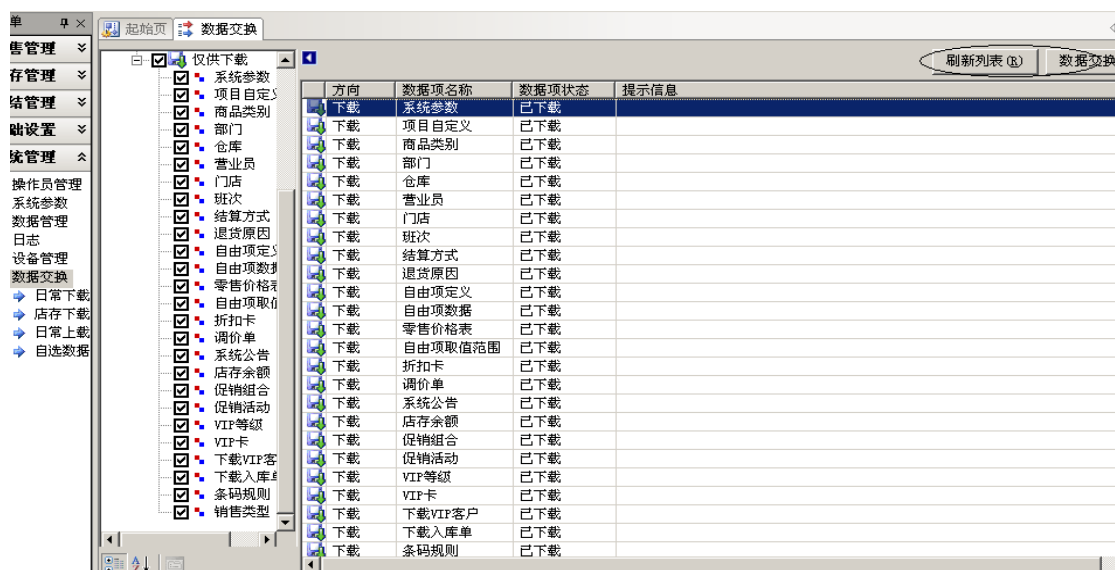 单
起始页 数据交换
售管理
存管理
结管理
础设置
统管理
操作员管理
系统参数
数据管理
日志
设备管理
数据交换
日常下载
店存下载
日常上载
自选数据
仅供下载
系统参数
项目自定义
商品类别
部门
仓库
营业员
门店
班次
结算方式
退货原因
自由项定义
自由项数据
零售价格表
自由项取值
折扣卡
调价单
系统公告
店存余额
促销组合
促销活动
VIP等级
VIP卡
下载VIP客
下载入库单
条码规则
销售类型
刷新列表(R) 数据交换
方向 数据项名称 数据项状态 提示信息
下载 系统参数 已下载
下载 项目自定义 已下载
下载 商品类别 已下载
下载 部门 已下载
下载 仓库 已下载
下载 营业员 已下载
下载 门店 已下载
下载 班次 已下载
下载 结算方式 已下载
下载 退货原因 已下载
下载 自由项定义 已下载
下载 自由项数据 已下载
下载 零售价格表 已下载
下载 自由项取值范围 已下载
下载 折扣卡 已下载
下载 调价单 已下载
下载 系统公告 已下载
下载 店存余额 已下载
下载 促销组合 已下载
下载 促销活动 已下载
下载 VIP等级 已下载
下载 VIP卡 已下载
下载 下载VIP客户 已下载
下载 下载入库单 已下载
下载 条码规则 已下载